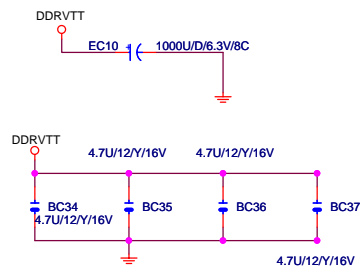 DDRVTT
EC10 + 1000U/D/6.3V/8C
DDRVTT
4.7U/12/Y/16V 4.7U/12/Y/16V
BC34 BC35 BC36 BC37
4.7U/12/Y/16V
4.7U/12/Y/16V